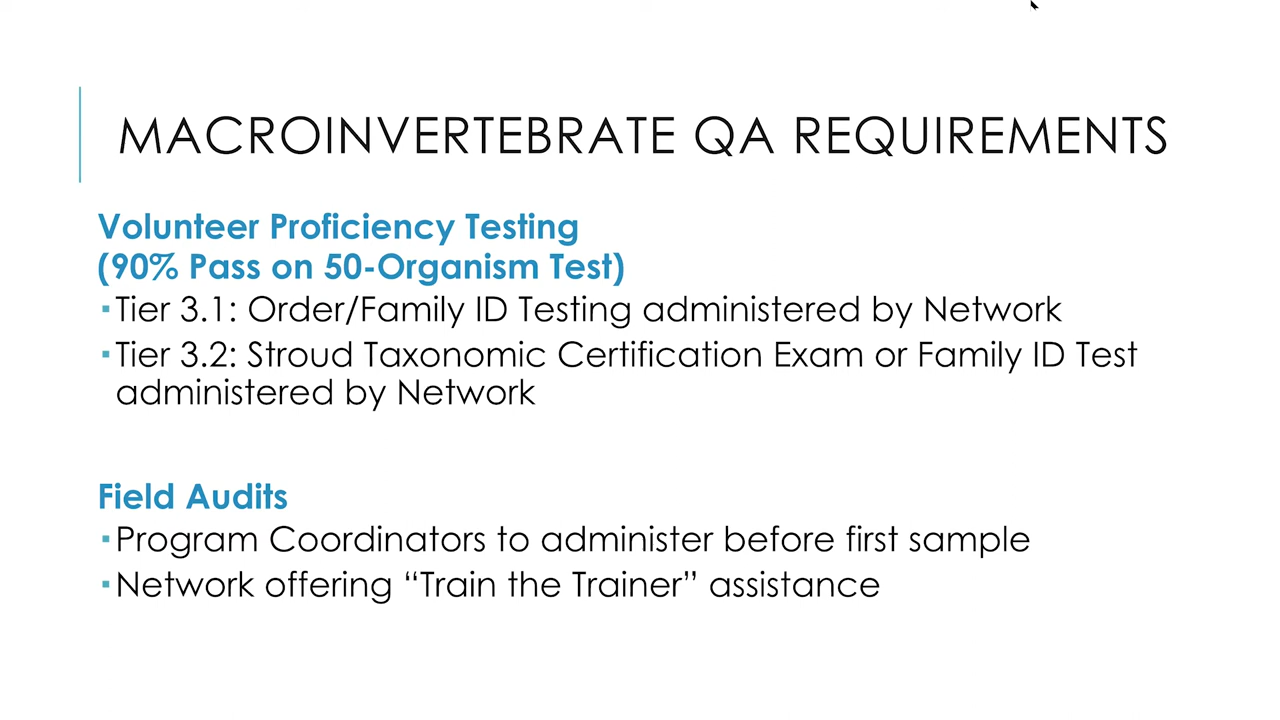 MACROINVERTEBRATE QA REQUIREMENTS
Volunteer Proficiency Testing
(90% Pass on 50-Organism Test)
▪Tier 3.1: Order/Family ID Testing administered by Network
▪Tier 3.2: Stroud Taxonomic Certification Exam or Family ID Test
administered by Network
Field Audits
▪Program Coordinators to administer before first sample
▪Network offering “Train the Trainer” assistance